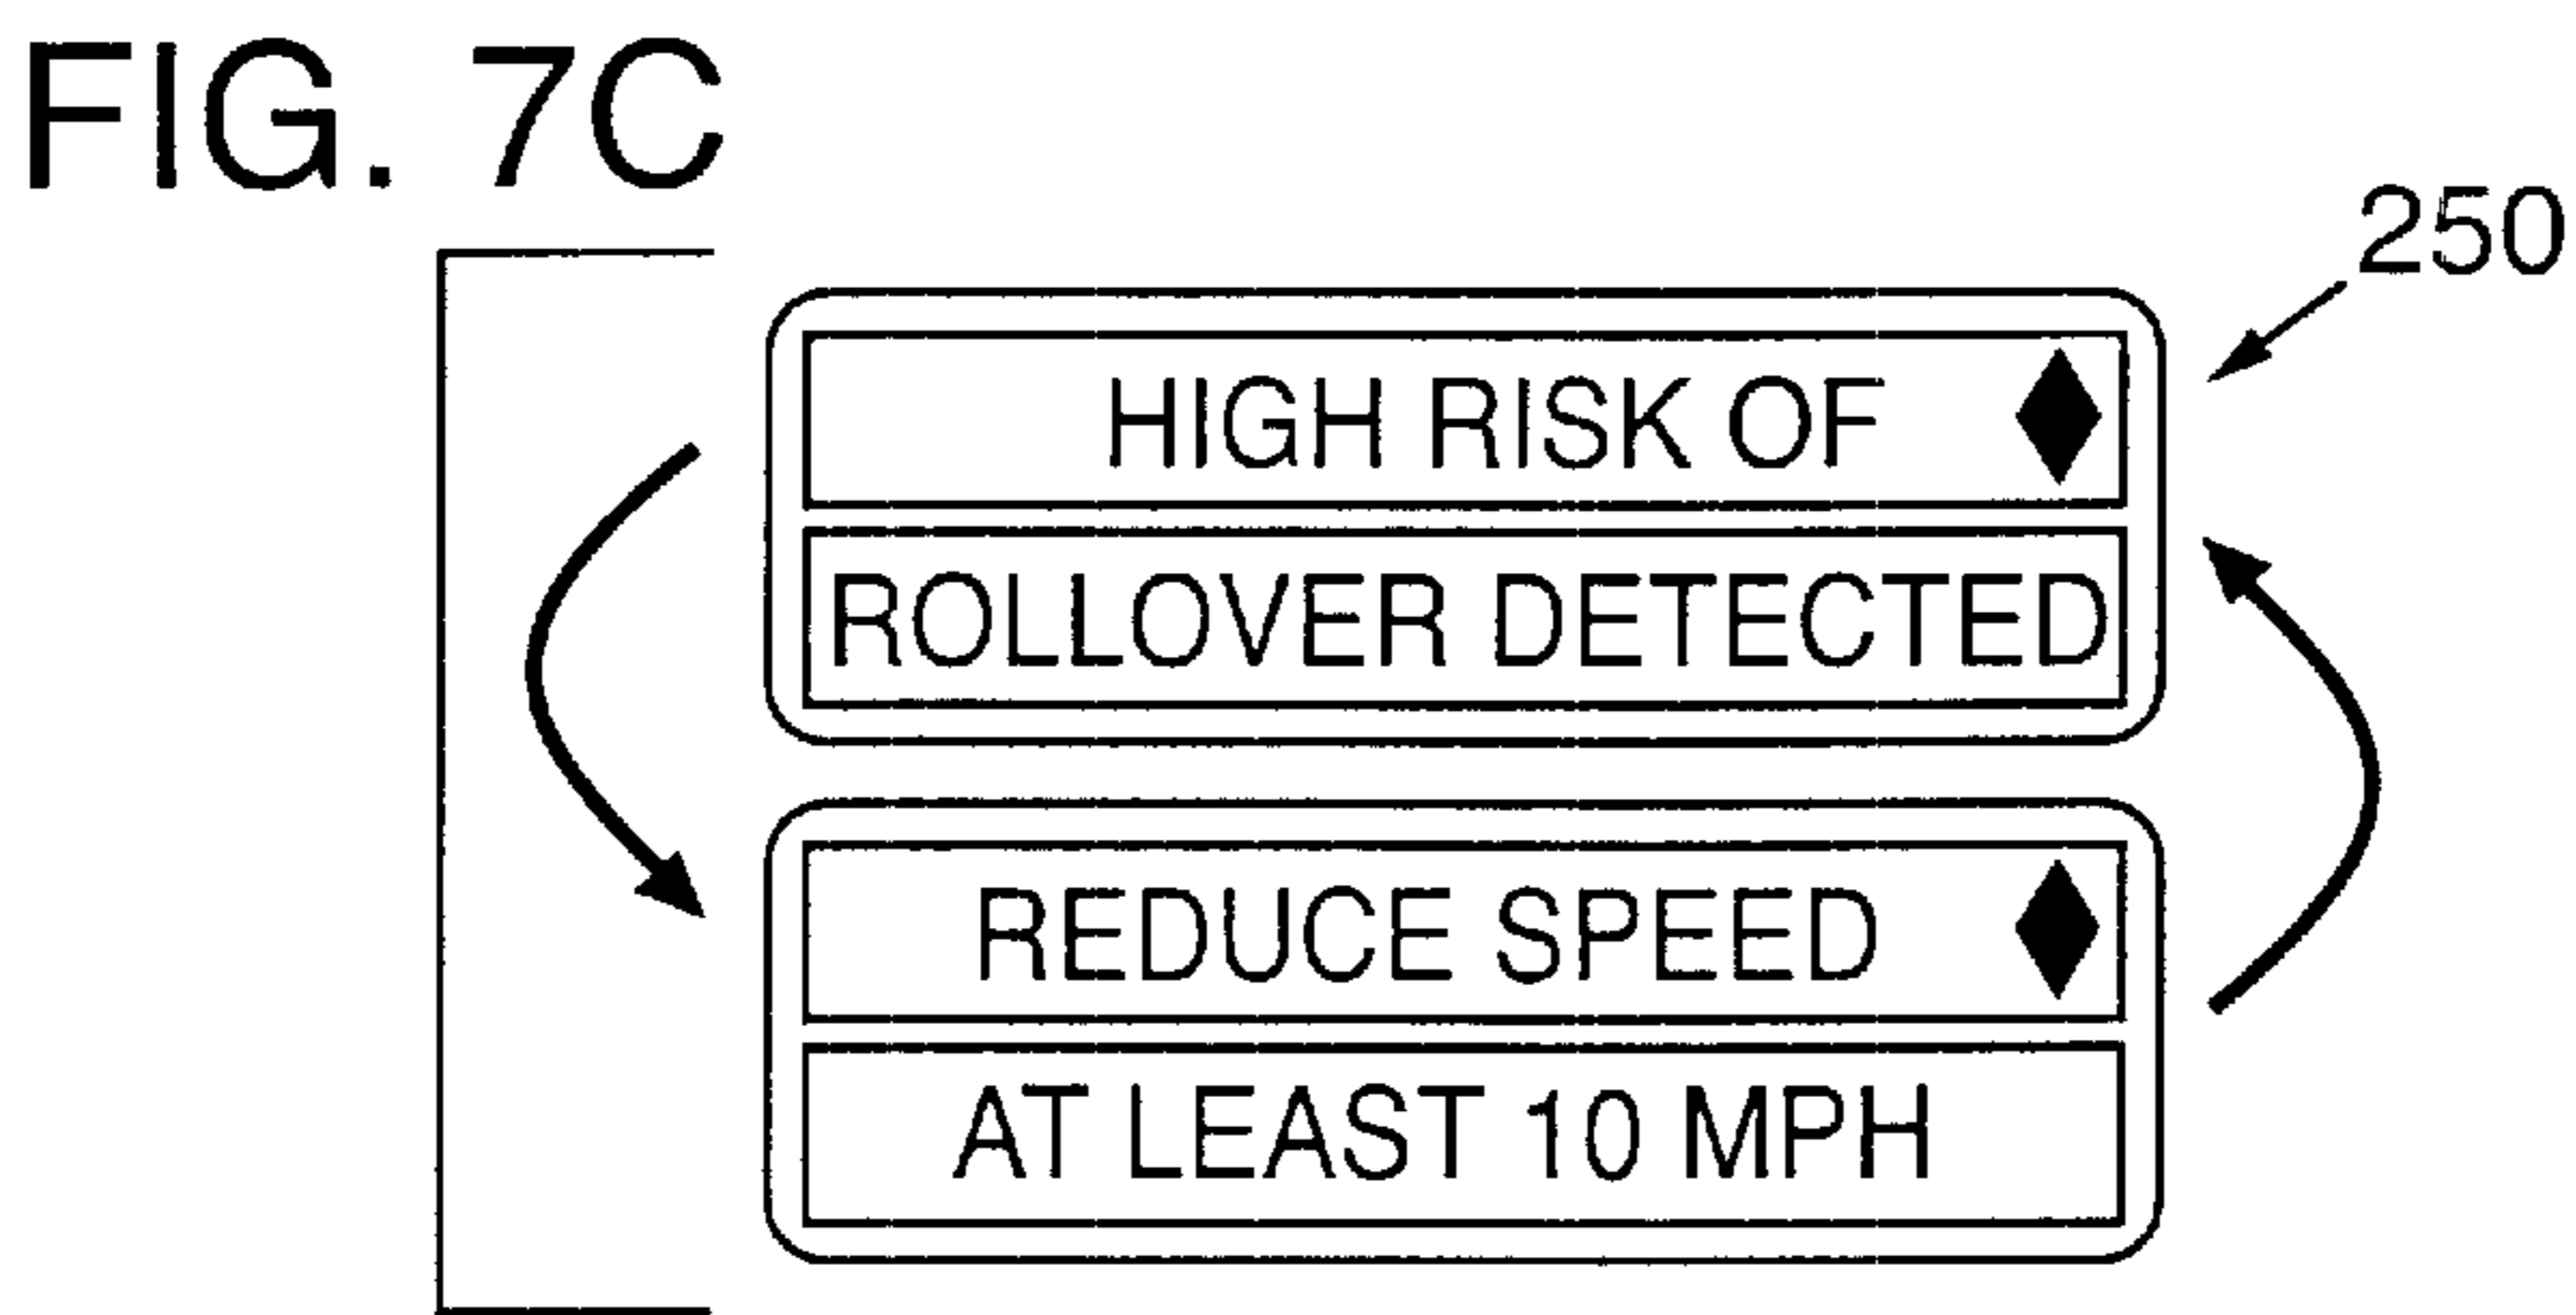 FIG. 7C
250
HIGH RISK OF
ROLLOVER DETECTED
REDUCE SPEED
AT LEAST 10 MPH